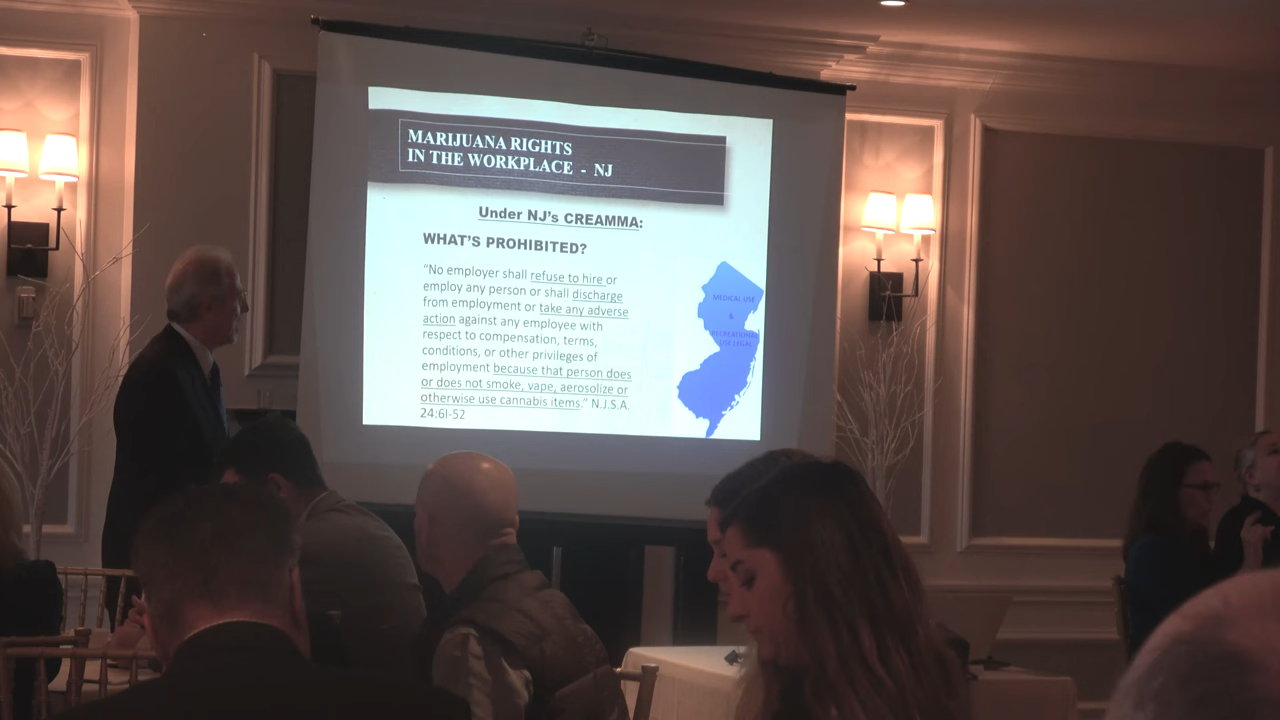 MARIJUANA RIGHTS
IN THE WORKPLACE - NJ
Under NJ's CREAMMA:
WHAT'S PROHIBITED?
“No employer shall refuse to hire or
employ any person or shall discharge
from employment or take any adverse
action against any employee with
respect to compensation, terms,
conditions, or other privileges of
employment because that person does
or does not smoke, vape, aerosolize or
otherwise use cannabis items.” N.J.S.A.
24:6I-52
MEDICAL USE
&
RECREATIONAL
USE LEGAL